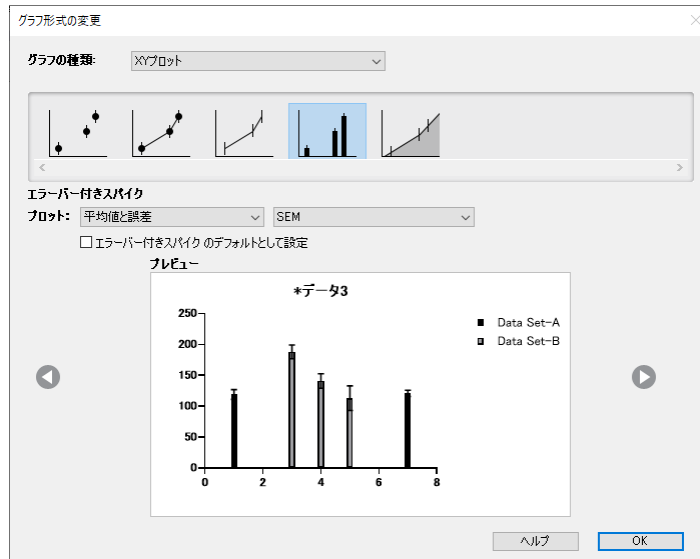 グラフ形式の変更
グラフの種類: XYプロット
エラーバー付きスパイク
プロット: 平均値と誤差 SEM
エラーバー付きスパイク のデフォルトとして設定
プレビュー
*データ3
250
200
150
100
50
0
0 2 4 6 8
Data Set-A
Data Set-B
ヘルプ OK